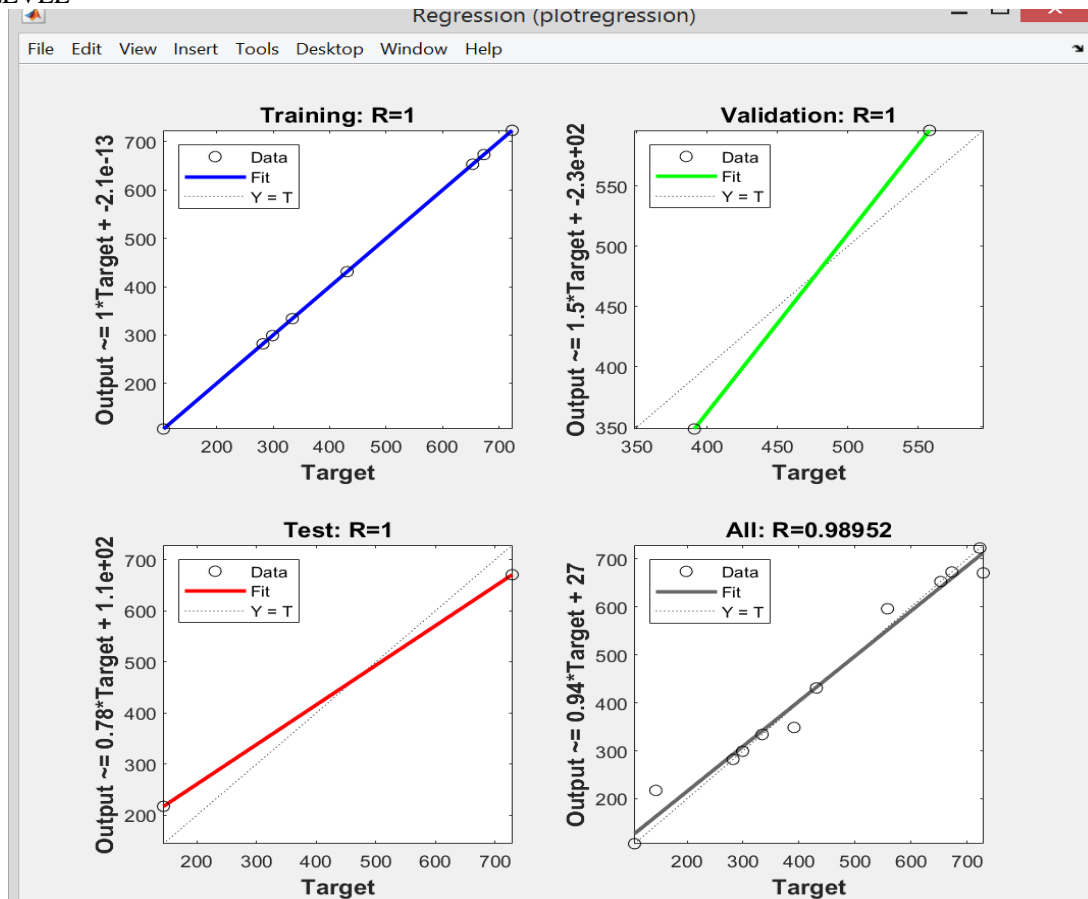 LEVEL
Regression (plotregression)
File Edit View Insert Tools Desktop Window Help
Training: R=1
Output ~= 1*Target + -2.1e-13
700
600
500
400
300
200
Data
Fit
Y = T
200 300 400 500 600 700
Target
Validation: R=1
Output ~= 1.5*Target + -2.3e+02
550
500
450
400
350
Data
Fit
Y = T
350 400 450 500 550
Target
Test: R=1
Output ~= 0.78*Target + 1.1e+02
700
600
500
400
300
200
Data
Fit
Y = T
200 300 400 500 600 700
Target
All: R=0.98952
Output ~= 0.94*Target + 27
700
600
500
400
300
200
Data
Fit
Y = T
200 300 400 500 600 700
Target